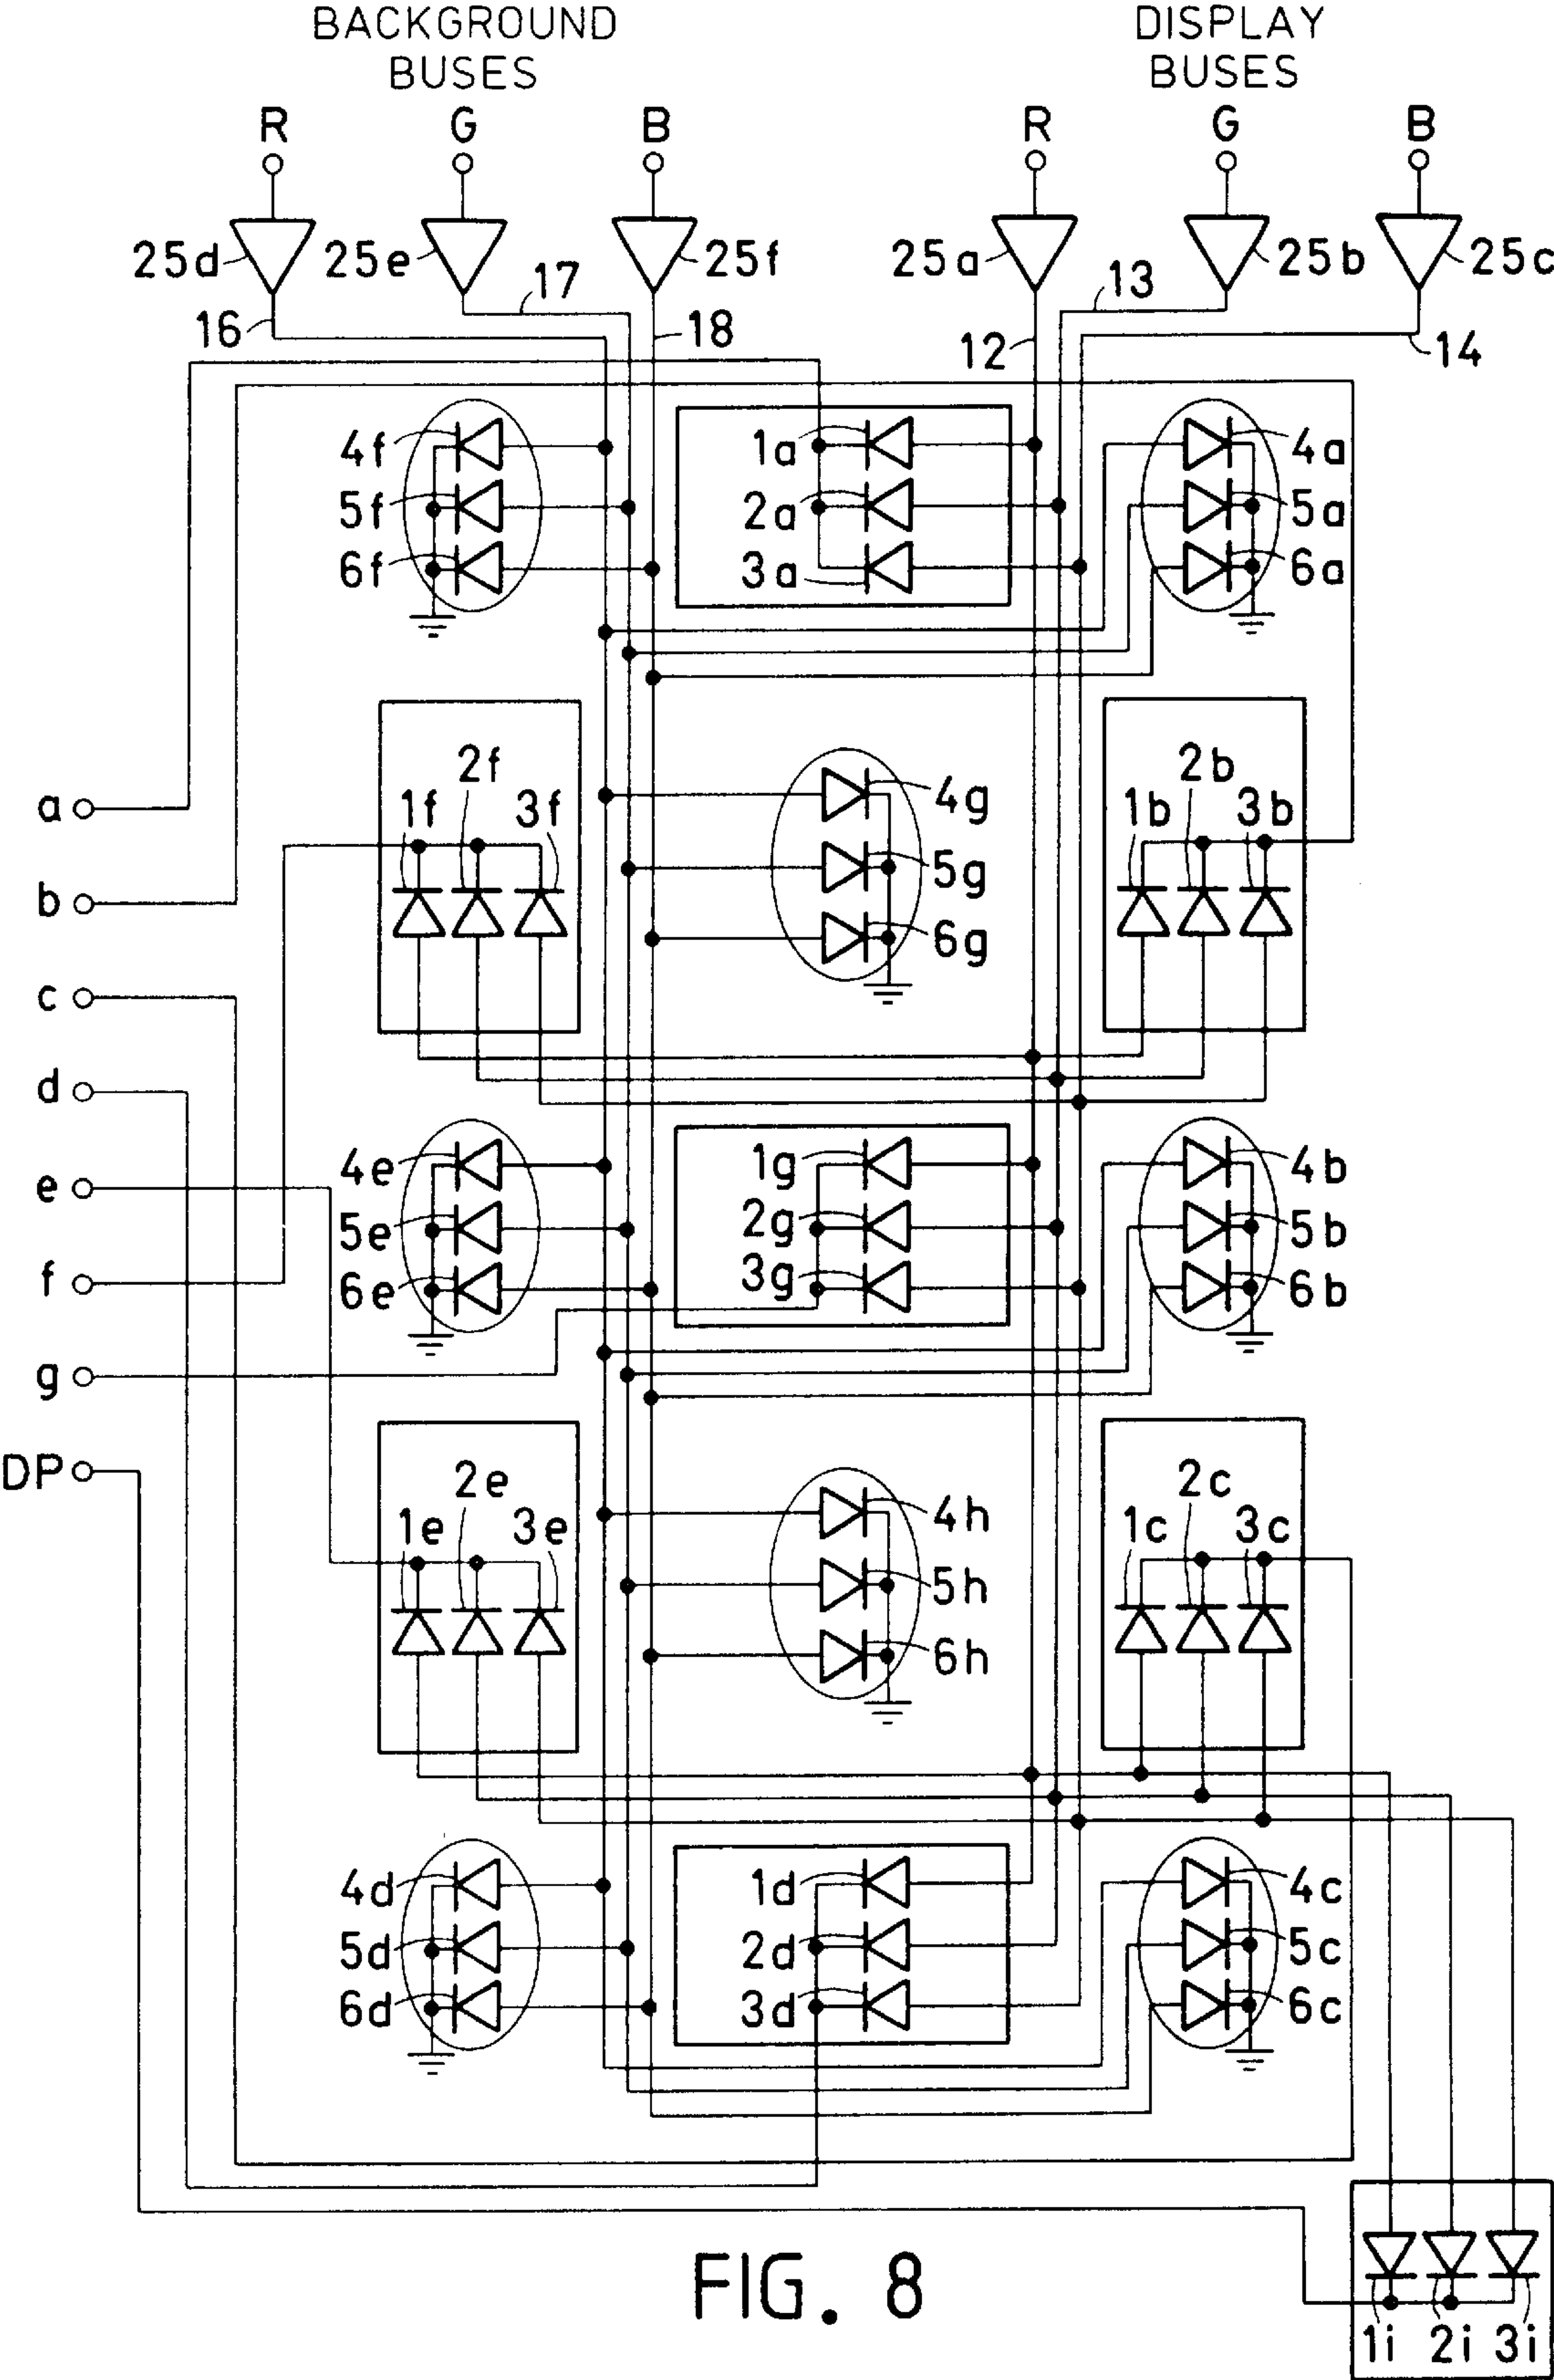 BACKGROUND BUSES
DISPLAY BUSES
R G B R G B
25d 25e 25f 25a 25b 25c
16 17 18 12 13 14
4f 1a 4a
5f 2a 5a
6f 3a 6a
2f 2b
a 1f 3f 4g 1b 3b
b 5g
6g
c
d
4e 1g 4b
e 5e 2g 5b
f 6e 3g 6b
g
DP 2e 2c
1e 3e 4h 1c 3c
5h
6h
4d 1d 4c
5d 2d 5c
6d 3d 6c
FIG. 8
1i 2i 3i